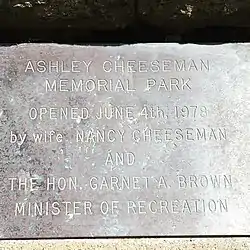 ASHLEY CHEESEMAN
MEMORIAL PARK
OPENED JUNE 4th, 1978
by wife, NANCY CHEESEMAN
AND
THE HON. GARNET A. BROWN
MINISTER OF RECREATION